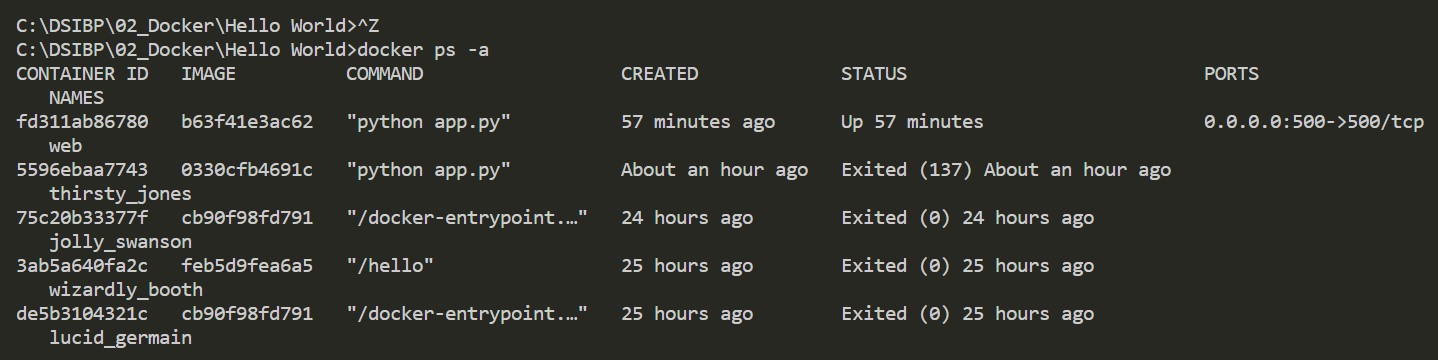 C:\DSIBP\02_Docker\Hello World>^Z
C:\DSIBP\02_Docker\Hello World>docker ps -a
CONTAINER ID   IMAGE          COMMAND                  CREATED             STATUS                           PORTS
   NAMES
fd311ab86780   b63f41e3ac62   "python app.py"          57 minutes ago      Up 57 minutes                    0.0.0.0:500->500/tcp
   web
5596ebaa7743   0330cfb4691c   "python app.py"          About an hour ago   Exited (137) About an hour ago
   thirsty_jones
75c20b33377f   cb90f98fd791   "/docker-entrypoint.…"   24 hours ago        Exited (0) 24 hours ago
   jolly_swanson
3ab5a640fa2c   feb5d9fea6a5   "/hello"                 25 hours ago        Exited (0) 25 hours ago
   wizardly_booth
de5b3104321c   cb90f98fd791   "/docker-entrypoint.…"   25 hours ago        Exited (0) 25 hours ago
   lucid_germain